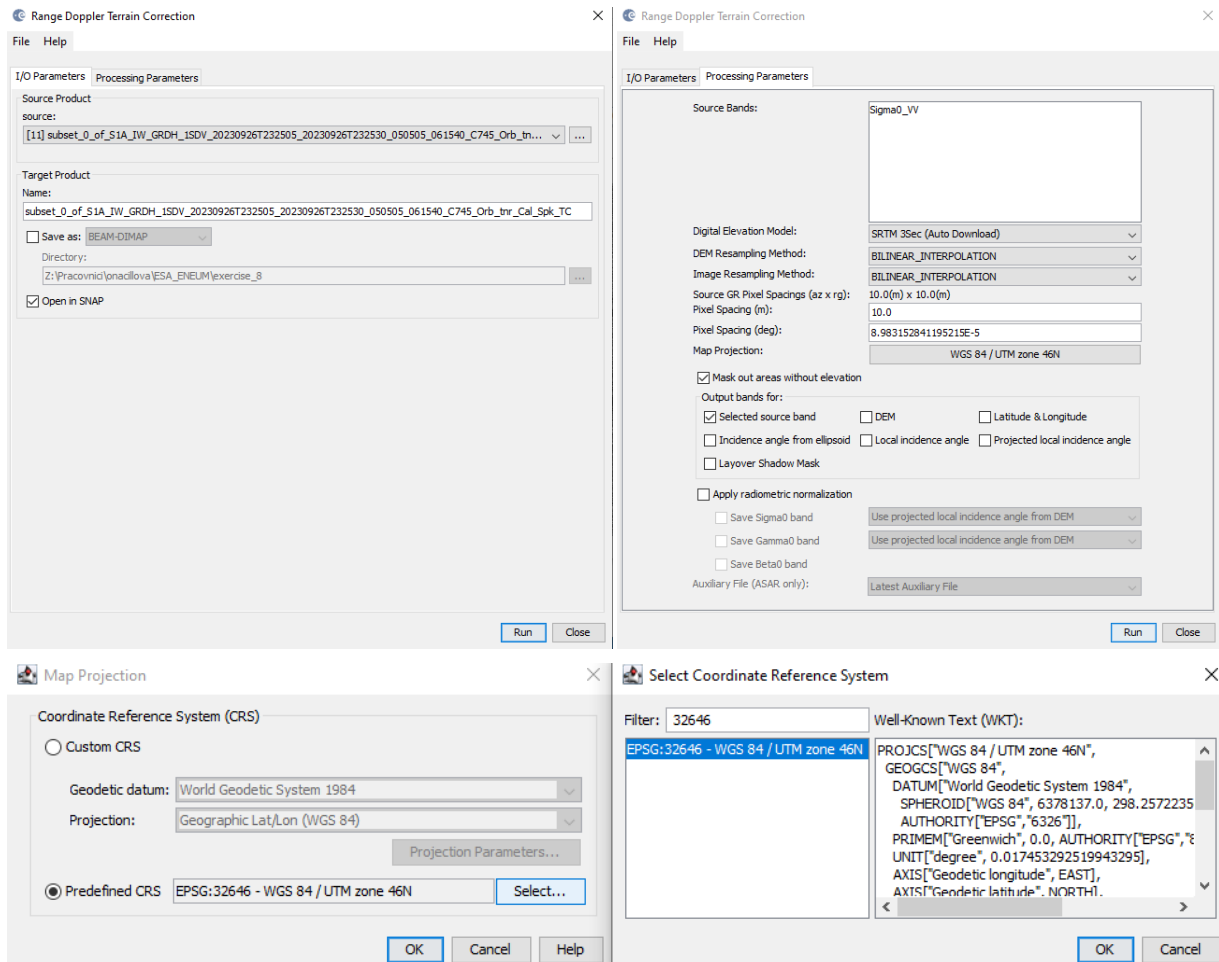 Range Doppler Terrain Correction
File Help
I/O Parameters Processing Parameters
Source Product
source:
[11] subset_0_of_S1A_IW_GRDH_1SDV_20230926T232505_20230926T232530_050505_061540_C745_Orb_tn... ...
Target Product
Name:
subset_0_of_S1A_IW_GRDH_1SDV_20230926T232505_20230926T232530_050505_061540_C745_Orb_tnr_Cal_Spk_TC
Save as: BEAM-DIMAP
Directory:
Z:\Pracovnici\onacillova\ESA_ENEUM\exercise_8 ...
Open in SNAP
Run Close
Range Doppler Terrain Correction
File Help
I/O Parameters Processing Parameters
Source Bands: Sigma0_VV
Digital Elevation Model: SRTM 3Sec (Auto Download)
DEM Resampling Method: BILINEAR_INTERPOLATION
Image Resampling Method: BILINEAR_INTERPOLATION
Source GR Pixel Spacings (az x rg): 10.0(m) x 10.0(m)
Pixel Spacing (m): 10.0
Pixel Spacing (deg): 8.983152841195215E-5
Map Projection: WGS 84 / UTM zone 46N
Mask out areas without elevation
Output bands for:
Selected source band DEM Latitude & Longitude
Incidence angle from ellipsoid Local incidence angle Projected local incidence angle
Layover Shadow Mask
Apply radiometric normalization
Save Sigma0 band Use projected local incidence angle from DEM
Save Gamma0 band Use projected local incidence angle from DEM
Save Beta0 band
Auxiliary File (ASAR only): Latest Auxiliary File
Run Close
Map Projection
Coordinate Reference System (CRS)
Custom CRS
Geodetic datum: World Geodetic System 1984
Projection: Geographic Lat/Lon (WGS 84)
Projection Parameters...
Predefined CRS EPSG:32646 - WGS 84 / UTM zone 46N Select...
OK Cancel Help
Select Coordinate Reference System
Filter: 32646 Well-Known Text (WKT):
EPSG:32646 - WGS 84 / UTM zone 46N
PROJCS["WGS 84 / UTM zone 46N",
GEOGCS["WGS 84",
DATUM["World Geodetic System 1984",
SPHEROID["WGS 84", 6378137.0, 298.2572235
AUTHORITY["EPSG","6326"]],
PRIMEM["Greenwich", 0.0, AUTHORITY["EPSG","8
UNIT["degree", 0.017453292519943295],
AXIS["Geodetic longitude", EAST],
AXIS["Geodetic latitude", NORTH],
OK Cancel